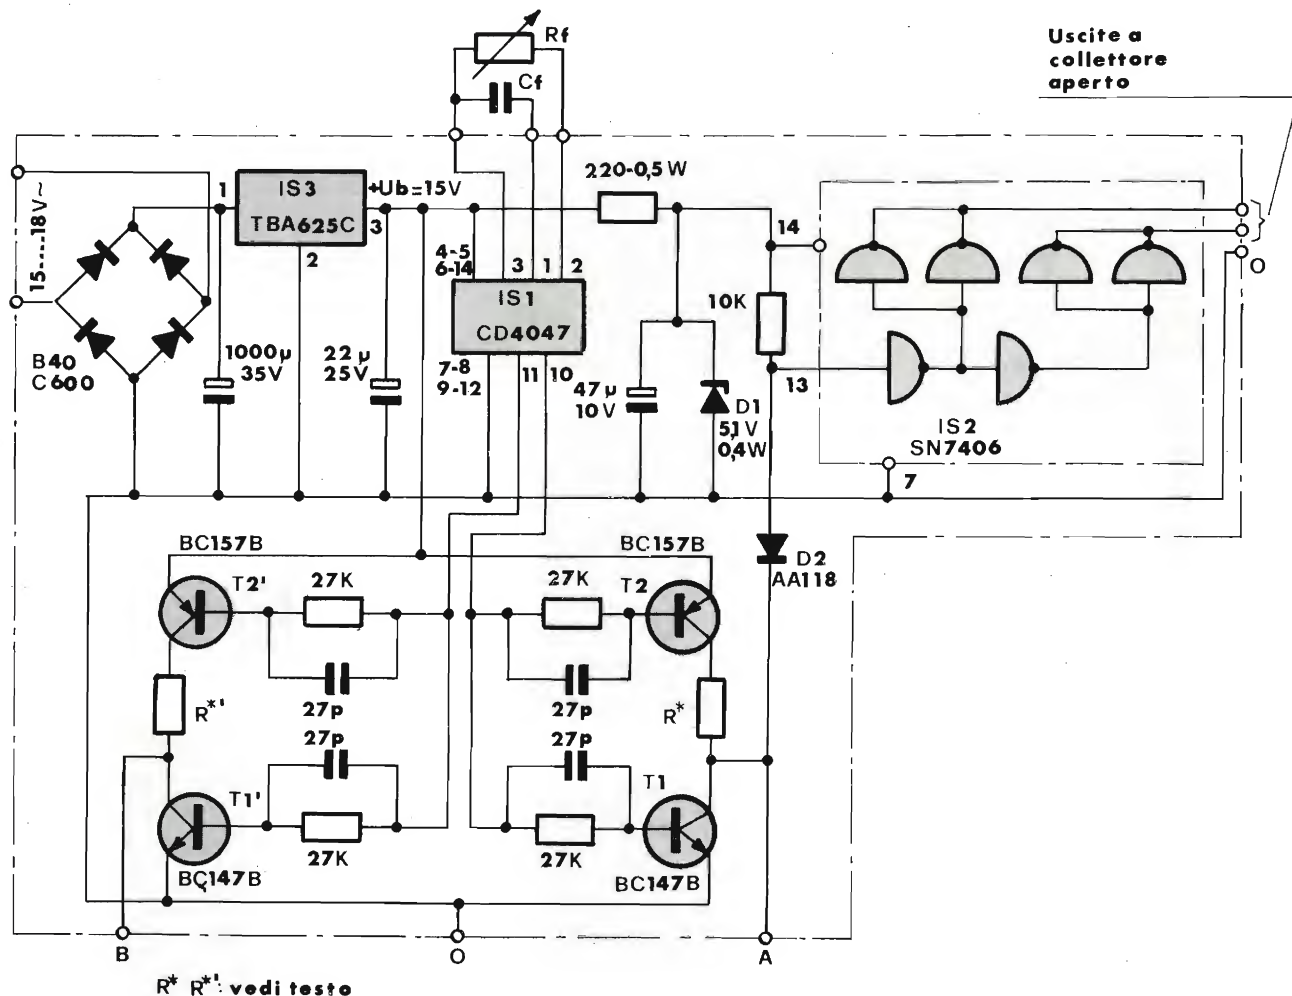 Rf
Cf
Uscite a
collettore
aperto
15----18V~
1
IS3
TBA625C
+Ub=15V
3
2
220-0,5W
14
4-5
6-14
3
1
2
IS1
CD4047
7-8
9-12
11
10
10K
13
B40
C600
1000µ
35V
22µ
25V
47µ
10V
D1
5,1V
0,4W
IS2
SN7406
7
O
BC157B
T2'
27K
27p
R*'
27p
T1'
27K
BC147B
BC157B
T2
27K
27p
R*
27p
T1
27K
BC147B
D2
AA118
B
O
A
R* R*': vedi testo